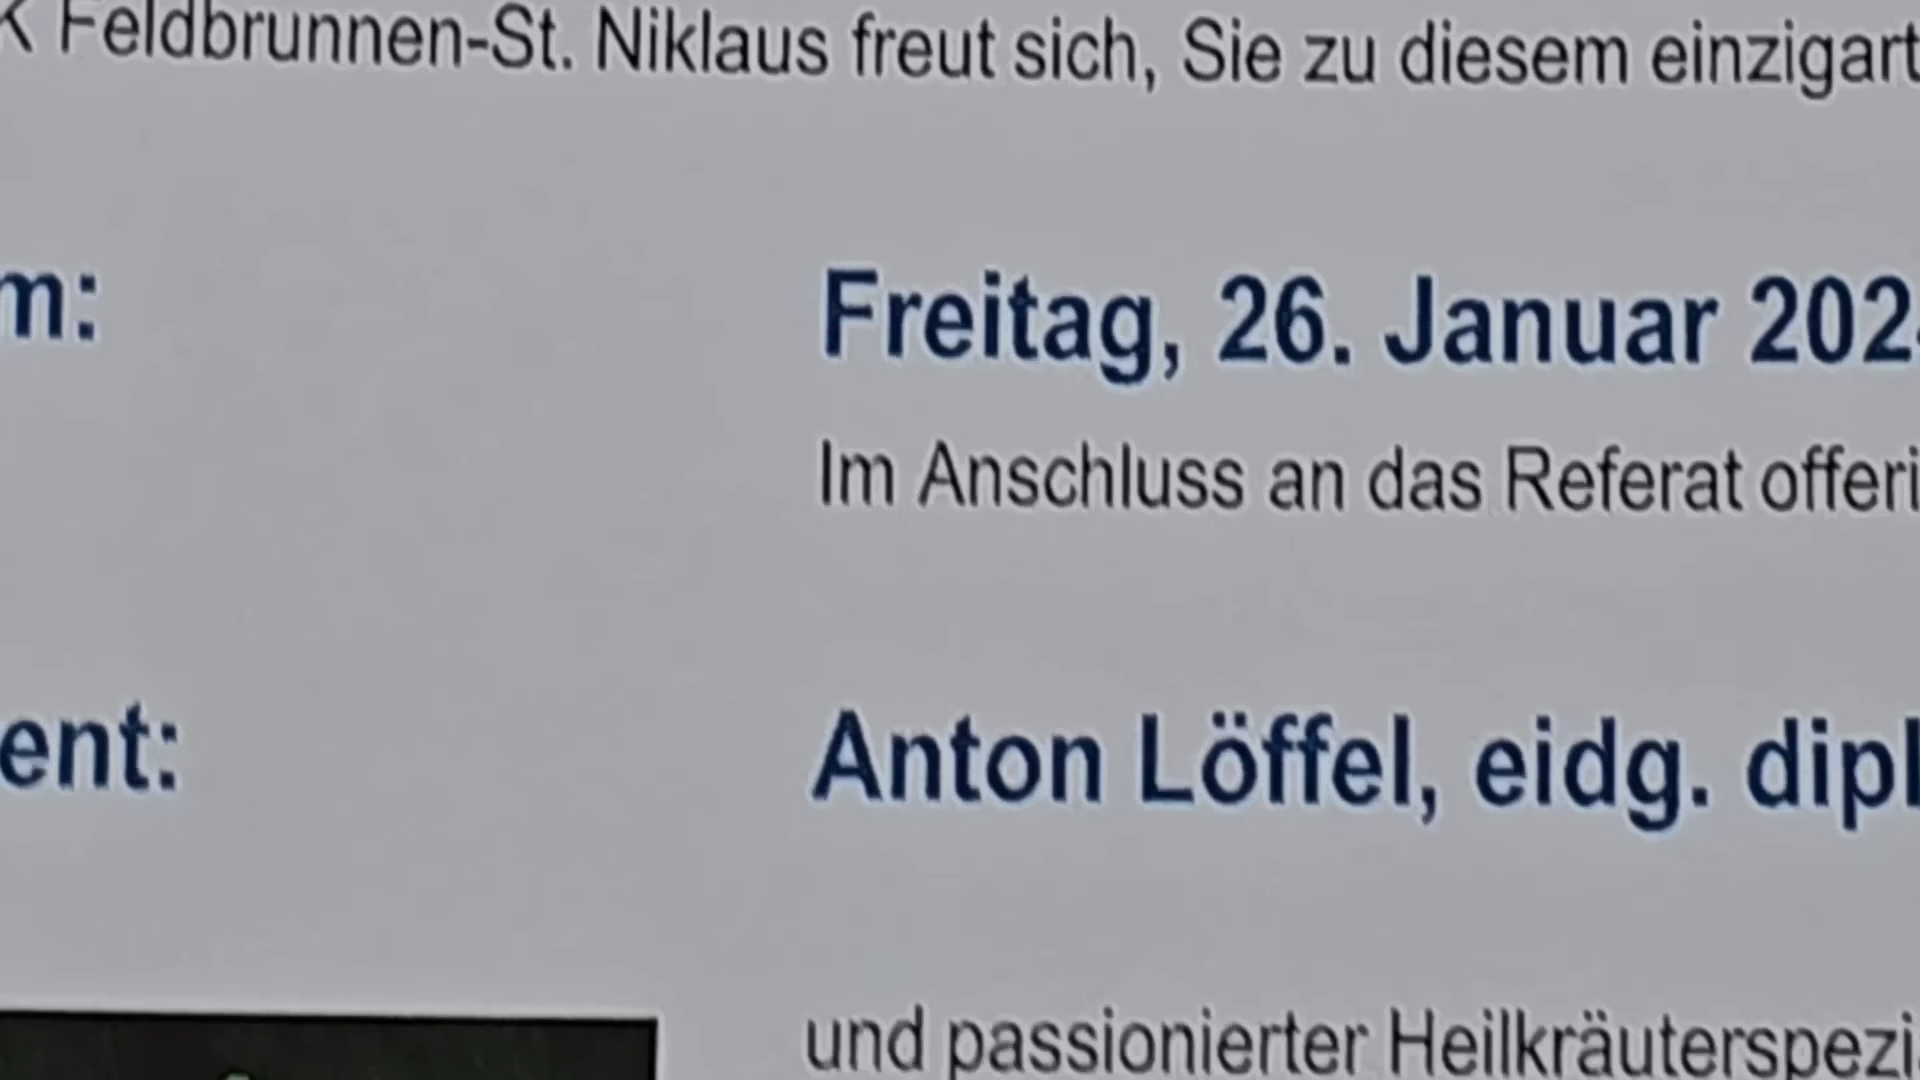 K Feldbrunnen-St. Niklaus freut sich, Sie zu diesem einzigart
m: Freitag, 26. Januar 202
Im Anschluss an das Referat offeri
ent: Anton Löffel, eidg. dipl
und passionierter Heilkräuterspezi